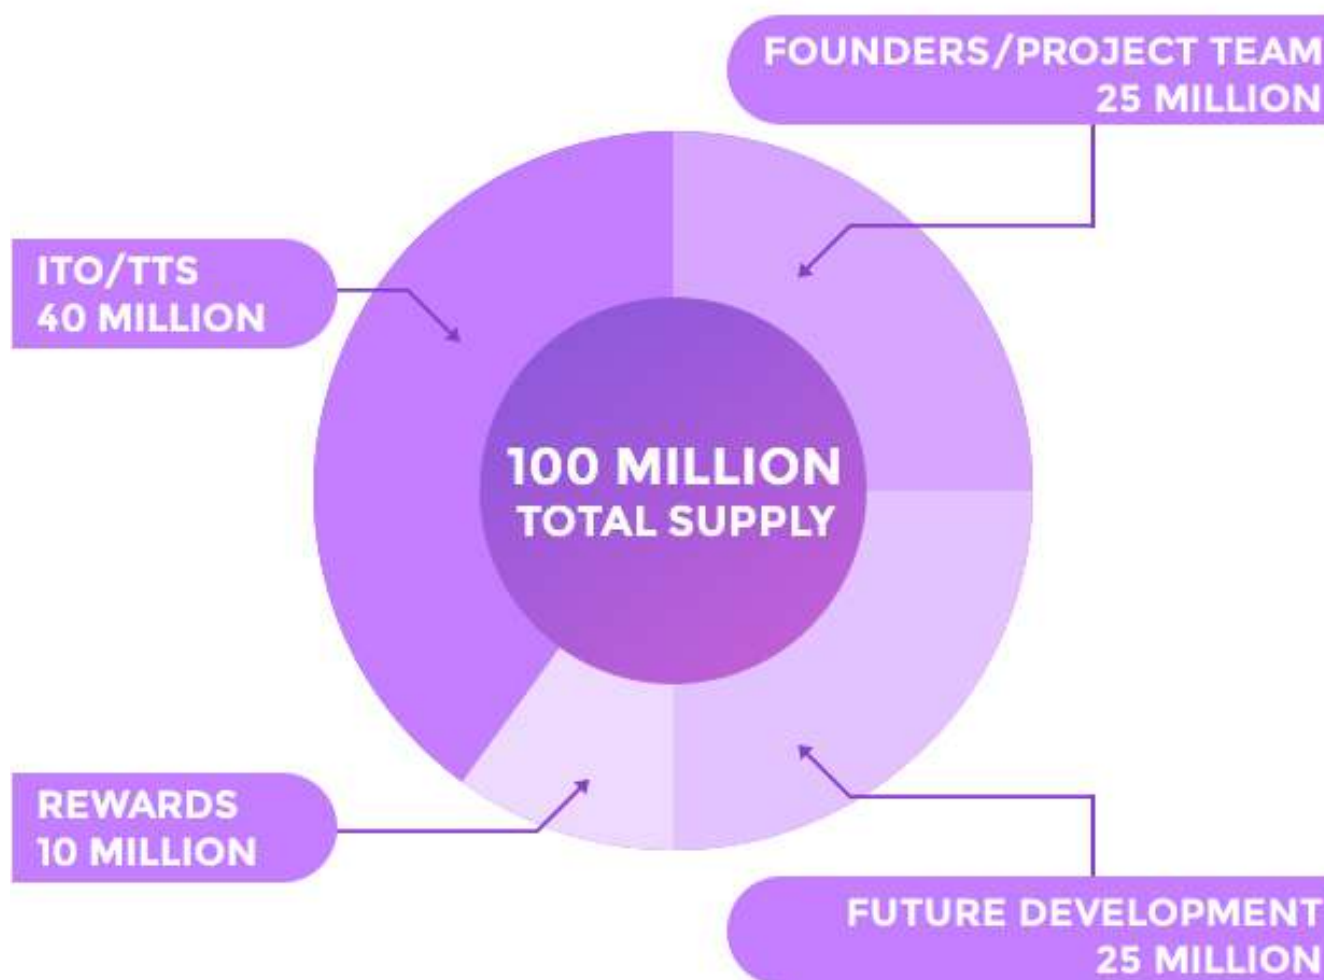 FOUNDERS/PROJECT TEAM
25 MILLION
ITO/TTS
40 MILLION
100 MILLION
TOTAL SUPPLY
REWARDS
10 MILLION
FUTURE DEVELOPMENT
25 MILLION